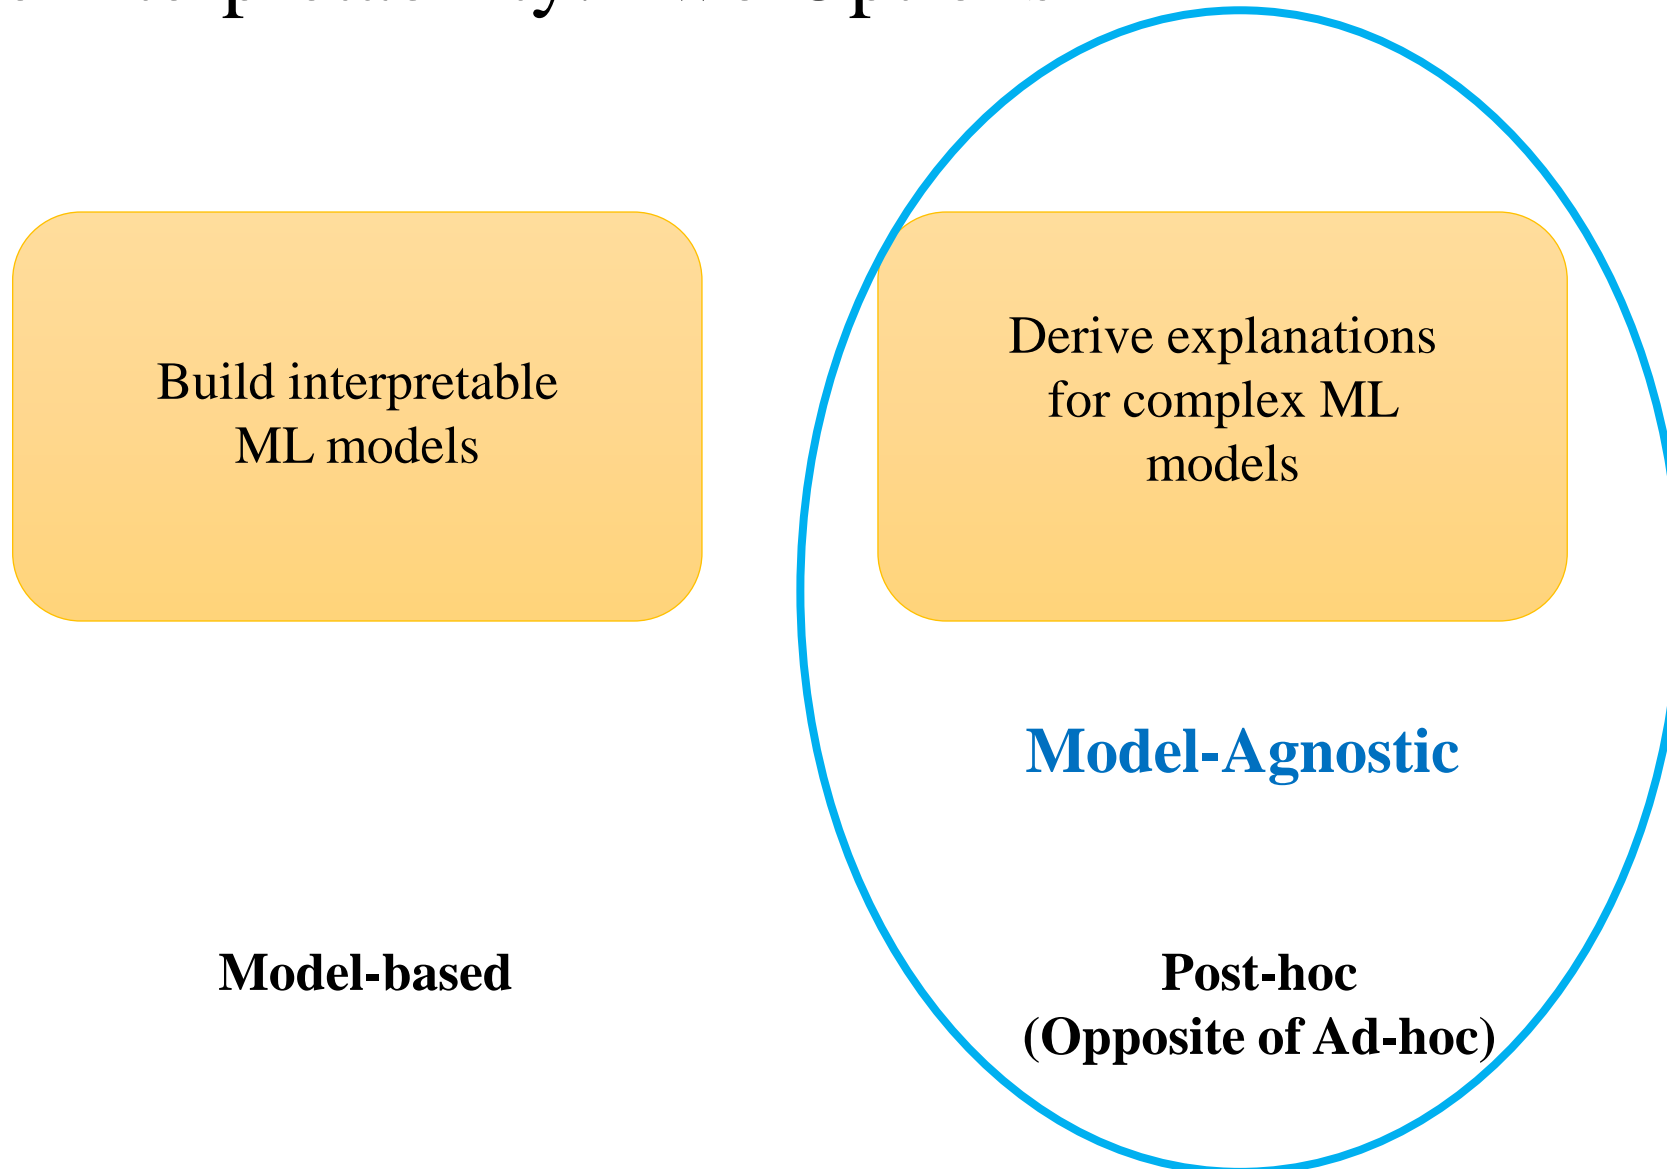 Build interpretable
ML models
Derive explanations
for complex ML
models
Model-Agnostic
Model-based
Post-hoc
(Opposite of Ad-hoc)